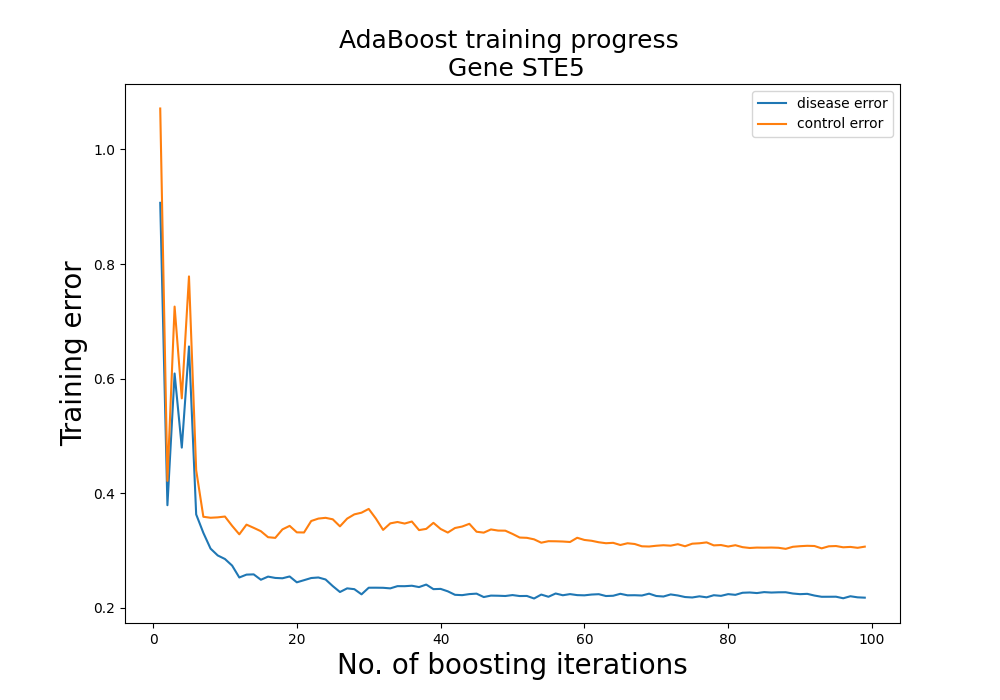 AdaBoost training progress
Gene STE5
disease error
control error
Training error
1.0
0.8
0.6
0.4
0.2
0 20 40 60 80 100
No. of boosting iterations